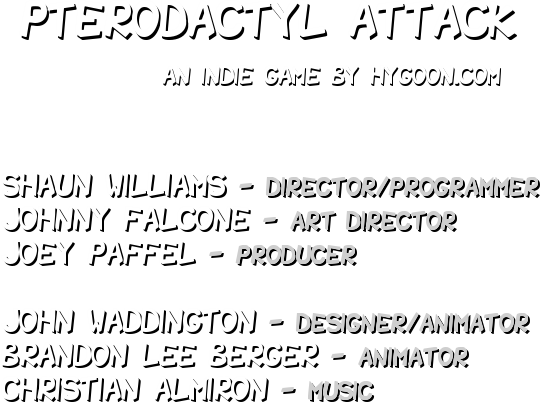 PTERODACTYL ATTACK
AN INDIE GAME BY HYGOON.COM
SHAUN WILLIAMS - DIRECTOR/PROGRAMMER
JOHNNY FALCONE - ART DIRECTOR
JOEY PAFFEL - PRODUCER
JOHN WADDINGTON - DESIGNER/ANIMATOR
BRANDON LEE BERGER - ANIMATOR
CHRISTIAN ALMIRON - MUSIC